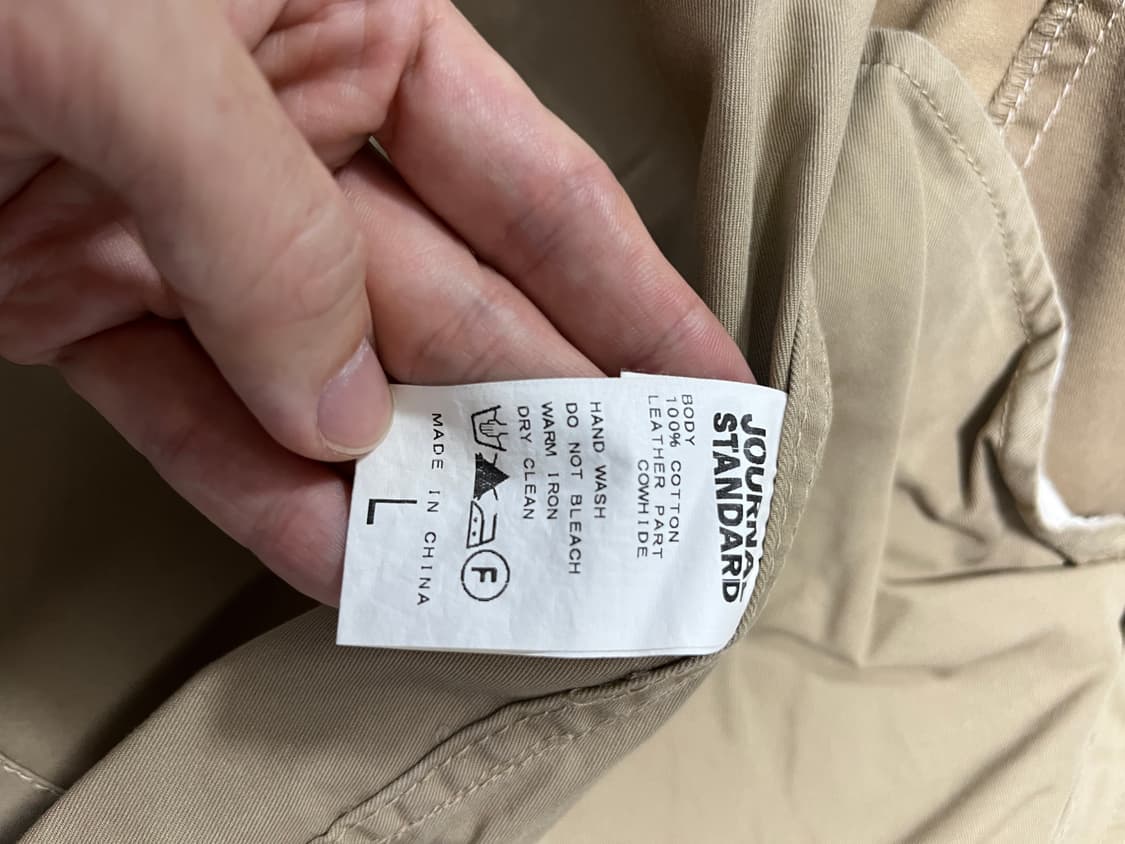 JOURNAL
STANDARD
BODY
100% COTTON
LEATHER PART
COWHIDE
HAND WASH
DO NOT BLEACH
WARM IRON
DRY CLEAN
F
MADE IN CHINA
L